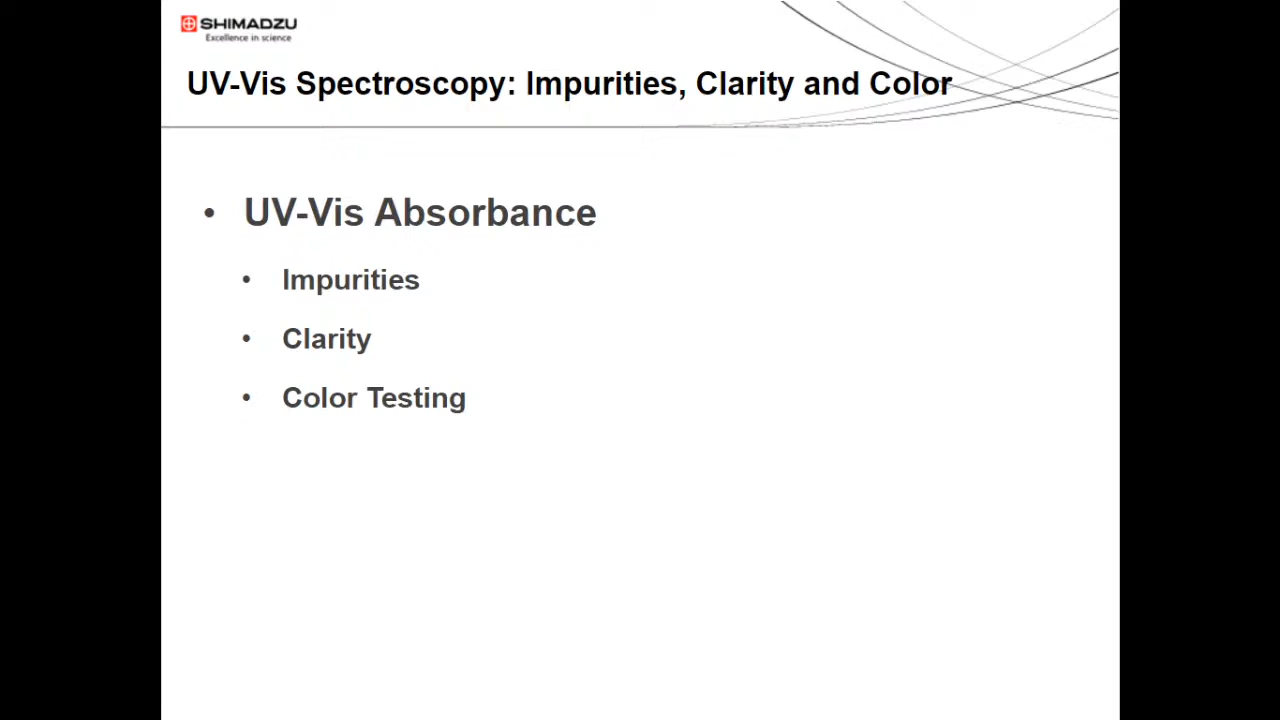 SHIMADZU
Excellence in science
UV-Vis Spectroscopy: Impurities, Clarity and Color
• UV-Vis Absorbance
• Impurities
• Clarity
• Color Testing